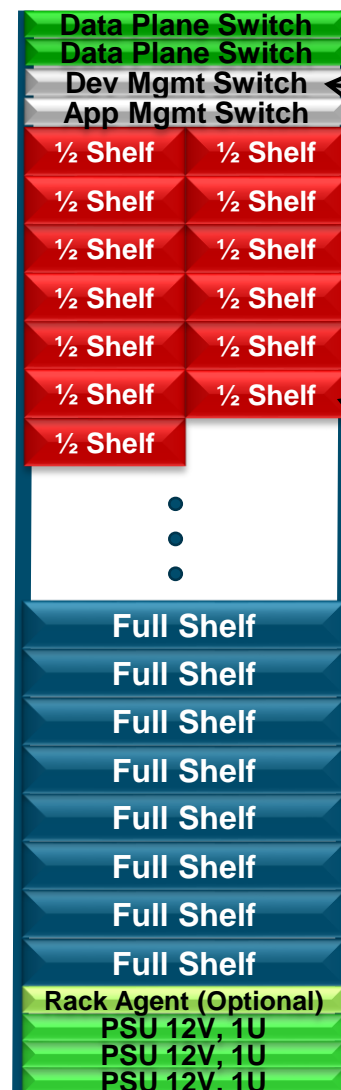 Data Plane Switch
Data Plane Switch
Dev Mgmt Switch
App Mgmt Switch
½ Shelf ½ Shelf
½ Shelf ½ Shelf
½ Shelf ½ Shelf
½ Shelf ½ Shelf
½ Shelf ½ Shelf
½ Shelf ½ Shelf
½ Shelf
Full Shelf
Full Shelf
Full Shelf
Full Shelf
Full Shelf
Full Shelf
Full Shelf
Full Shelf
Rack Agent (Optional)
PSU 12V, 1U
PSU 12V, 1U
PSU 12V, 1U